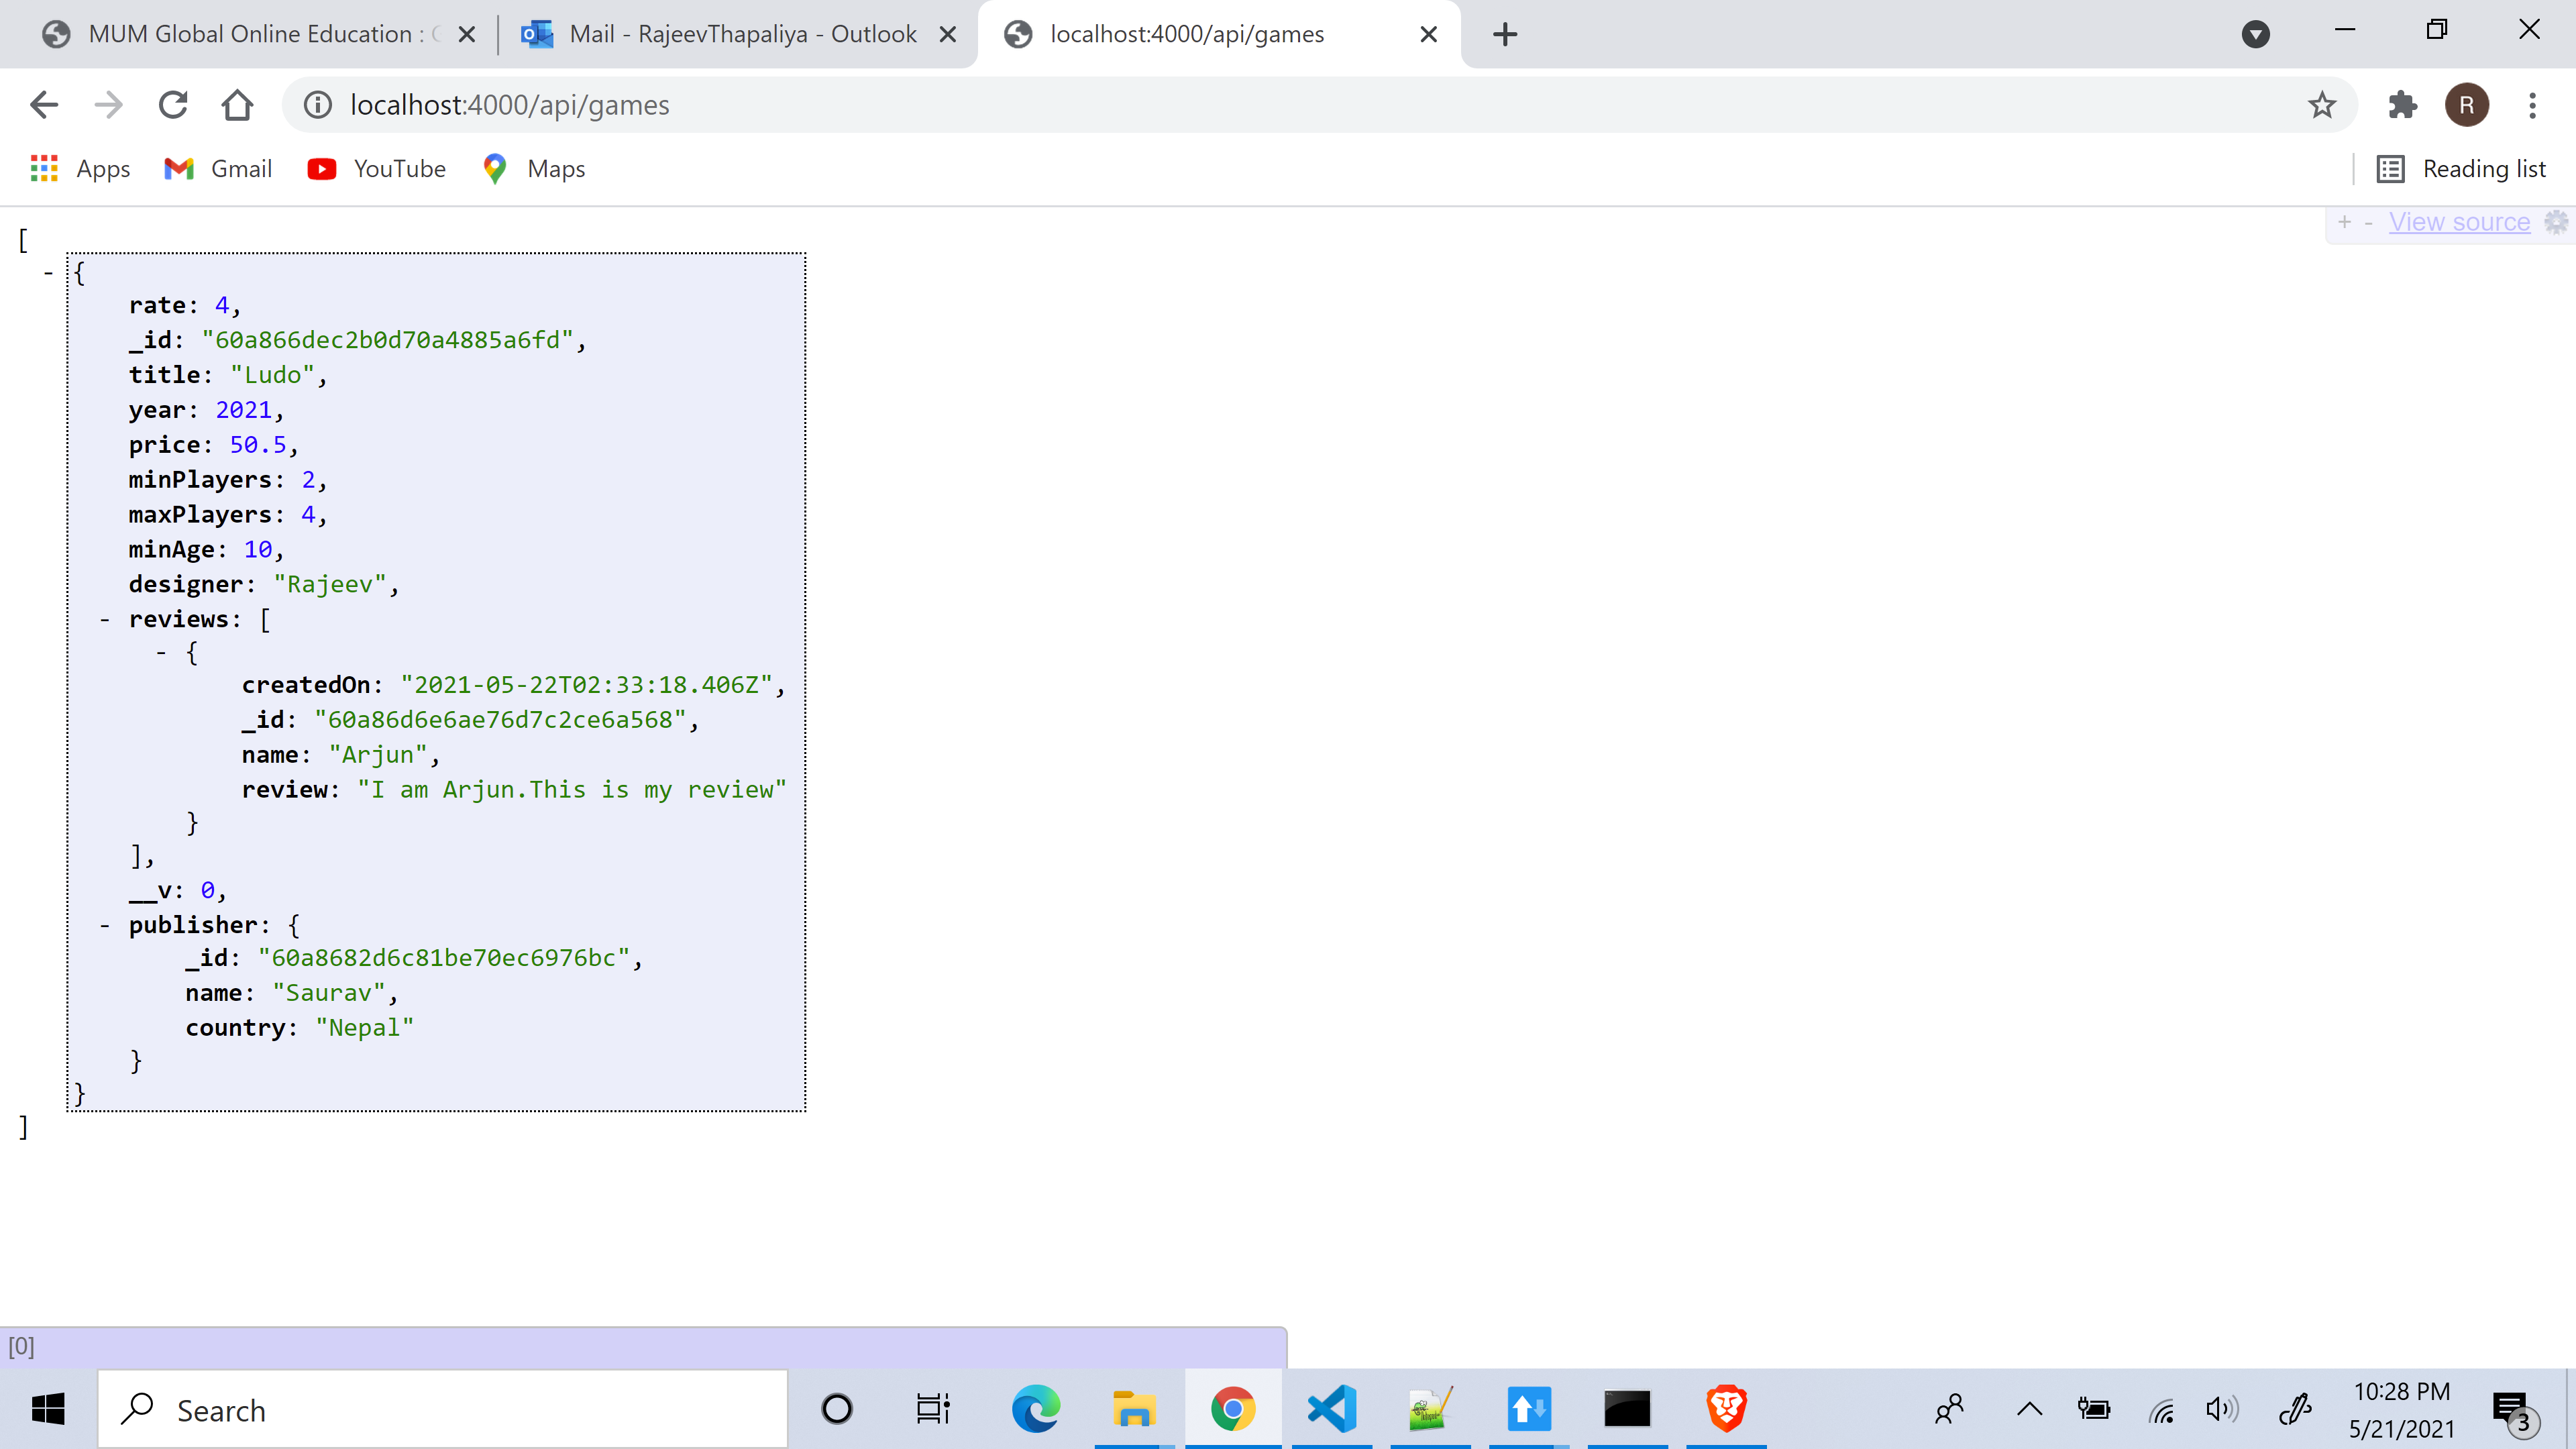 MUM Global Online Education :
Mail - RajeevThapaliya - Outlook
localhost:4000/api/games
localhost:4000/api/games
R
Apps
Gmail
YouTube
Maps
Reading list
+ - View source
[
- {
rate: 4,
_id: "60a866dec2b0d70a4885a6fd",
title: "Ludo",
year: 2021,
price: 50.5,
minPlayers: 2,
maxPlayers: 4,
minAge: 10,
designer: "Rajeev",
- reviews: [
- {
createdOn: "2021-05-22T02:33:18.406Z",
_id: "60a86d6e6ae76d7c2ce6a568",
name: "Arjun",
review: "I am Arjun.This is my review"
}
],
__v: 0,
- publisher: {
_id: "60a8682d6c81be70ec6976bc",
name: "Saurav",
country: "Nepal"
}
}
]
[0]
Search
10:28 PM
5/21/2021
3